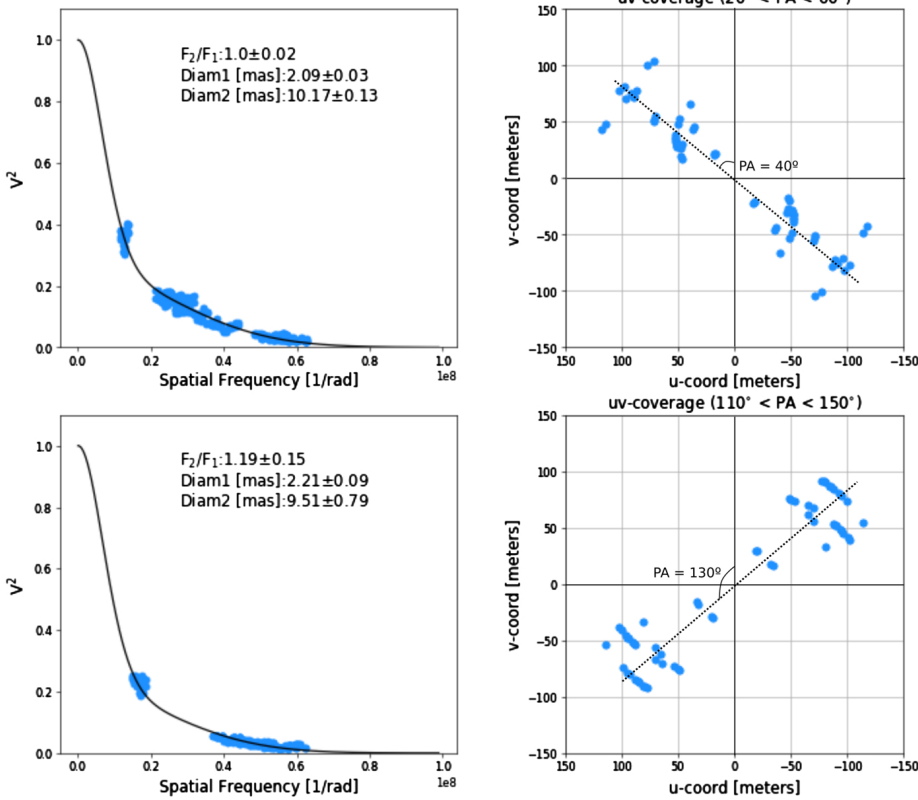 F₂/F₁:1.0±0.02
Diam1 [mas]:2.09±0.03
Diam2 [mas]:10.17±0.13
1.0
0.8
0.6
0.4
0.2
0.0
V²
0.0 0.2 0.4 0.6 0.8 1.0
1e8
Spatial Frequency [1/rad]
150
100
50
0
−50
−100
−150
v-coord [meters]
PA = 40º
150 100 50 0 −50 −100 −150
u-coord [meters]
F₂/F₁:1.19±0.15
Diam1 [mas]:2.21±0.09
Diam2 [mas]:9.51±0.79
1.0
0.8
0.6
0.4
0.2
0.0
V²
0.0 0.2 0.4 0.6 0.8 1.0
1e8
Spatial Frequency [1/rad]
uv-coverage (110° < PA < 150°)
150
100
50
0
−50
−100
−150
v-coord [meters]
PA = 130º
150 100 50 0 −50 −100 −150
u-coord [meters]